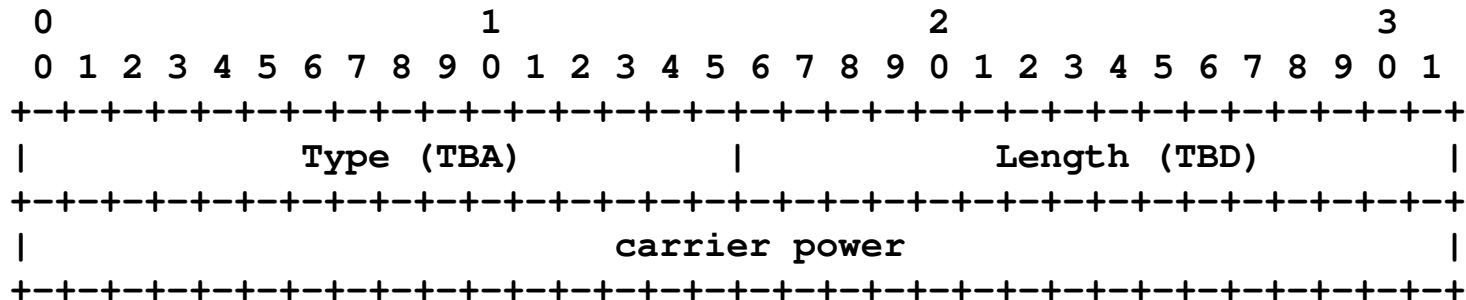 0                   1                   2                   3
 0 1 2 3 4 5 6 7 8 9 0 1 2 3 4 5 6 7 8 9 0 1 2 3 4 5 6 7 8 9 0 1
+-+-+-+-+-+-+-+-+-+-+-+-+-+-+-+-+-+-+-+-+-+-+-+-+-+-+-+-+-+-+-+-+
|            Type (TBA)         |           Length (TBD)        |
+-+-+-+-+-+-+-+-+-+-+-+-+-+-+-+-+-+-+-+-+-+-+-+-+-+-+-+-+-+-+-+-+
|                          carrier power                        |
+-+-+-+-+-+-+-+-+-+-+-+-+-+-+-+-+-+-+-+-+-+-+-+-+-+-+-+-+-+-+-+-+